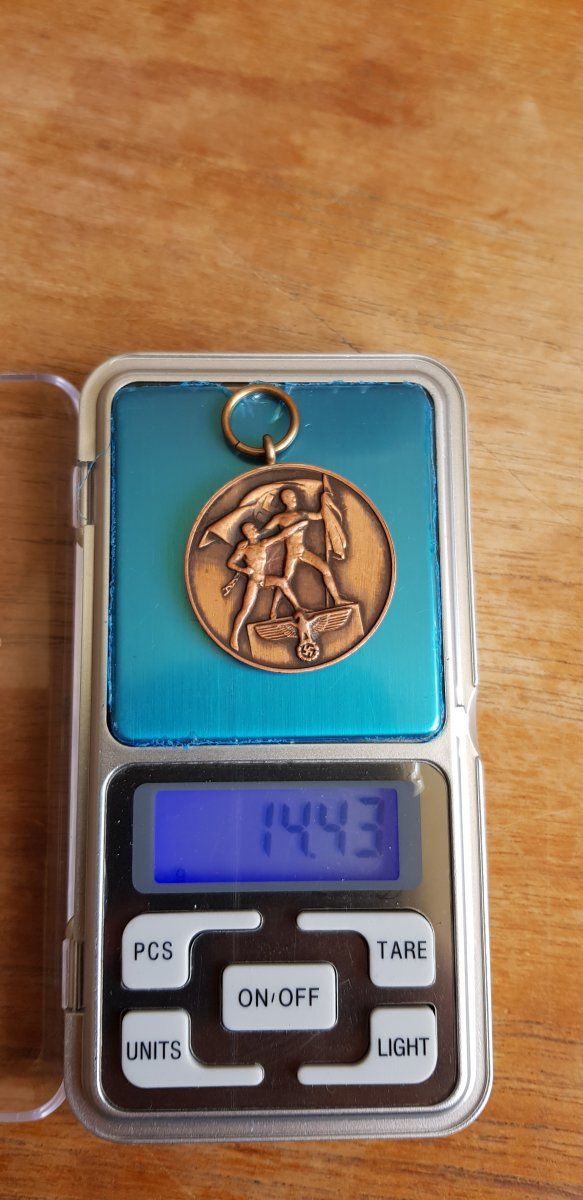 14.43
g
PCS
TARE
ON/OFF
UNITS
LIGHT